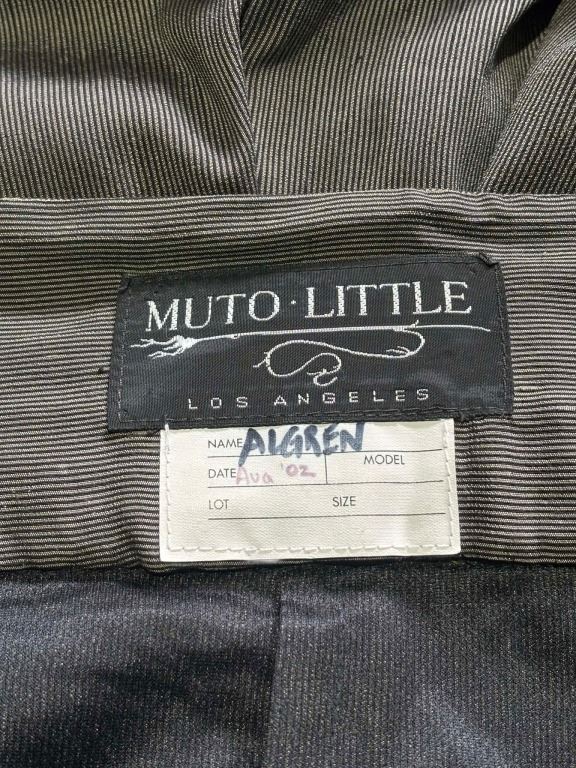 MUTO · LITTLE
LOS ANGELES
NAME ALGREN
DATE Aug '02 MODEL
LOT SIZE